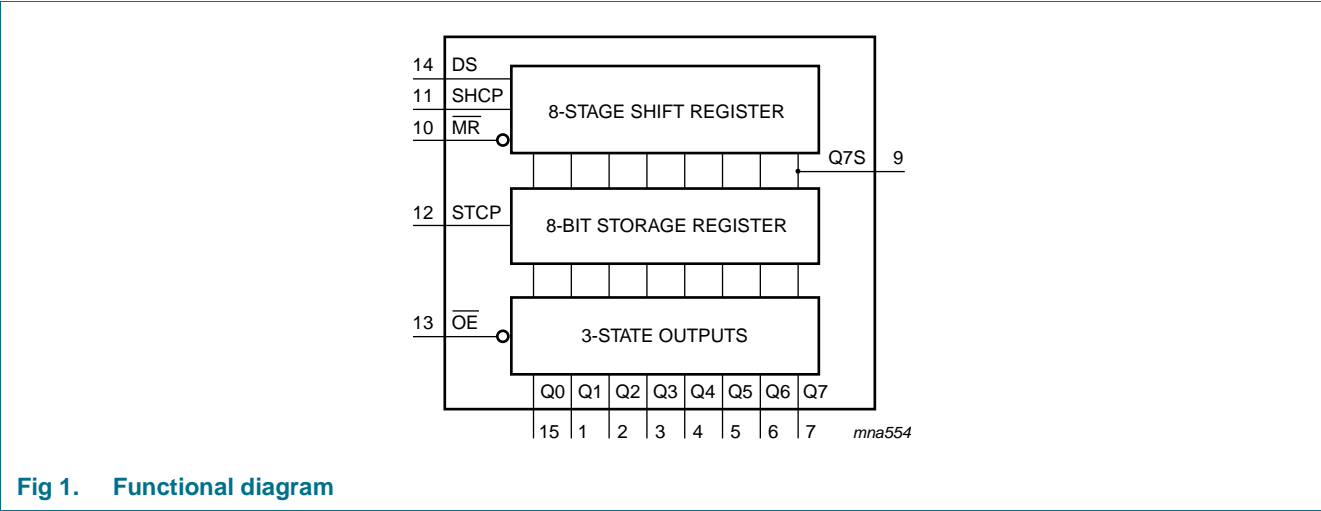 14 DS
11 SHCP
10 M̅R̅
8-STAGE SHIFT REGISTER
Q7S 9
12 STCP
8-BIT STORAGE REGISTER
13 O̅E̅
3-STATE OUTPUTS
Q0 Q1 Q2 Q3 Q4 Q5 Q6 Q7
15 1 2 3 4 5 6 7
mna554
Fig 1. Functional diagram